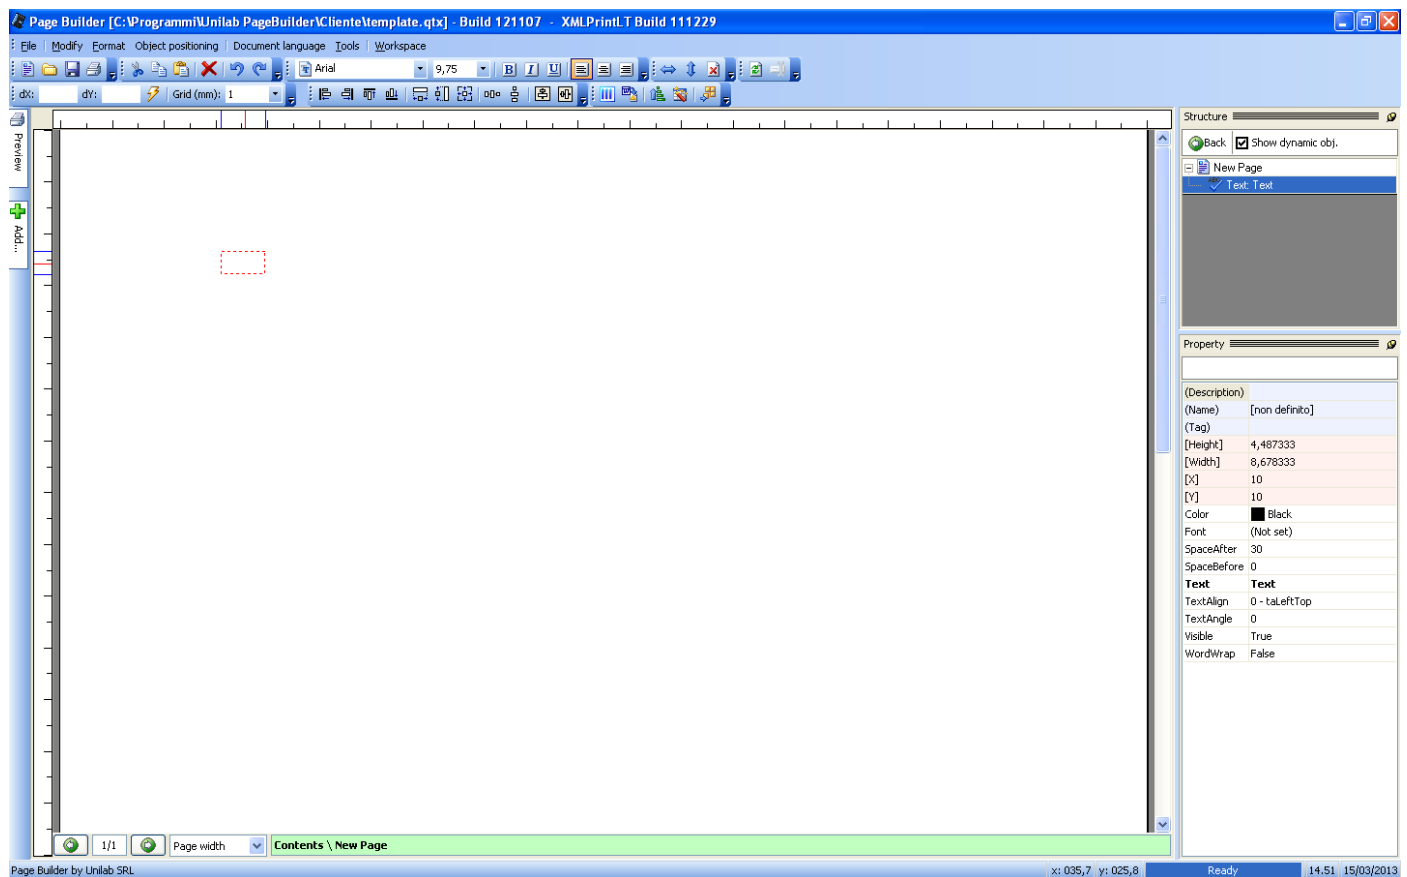 Page Builder [C:\Programmi\Unilab PageBuilder\Cliente\template.qtx] - Build 121107 - XMLPrintLT Build 111229
File Modify Format Object positioning Document language Tools Workspace
Arial 9,75 B I U
dX: dY: Grid (mm): 1
Preview
Add...
Structure
Back Show dynamic obj.
New Page
Text: Text
Property
(Description)
(Name) [non definito]
(Tag)
[Height] 4,487333
[Width] 8,678333
[X] 10
[Y] 10
Color Black
Font (Not set)
SpaceAfter 30
SpaceBefore 0
Text Text
TextAlign 0 - taLeftTop
TextAngle 0
Visible True
WordWrap False
1/1 Page width Contents \ New Page
Page Builder by Unilab SRL x: 035,7 y: 025,8 Ready 14.51 15/03/2013